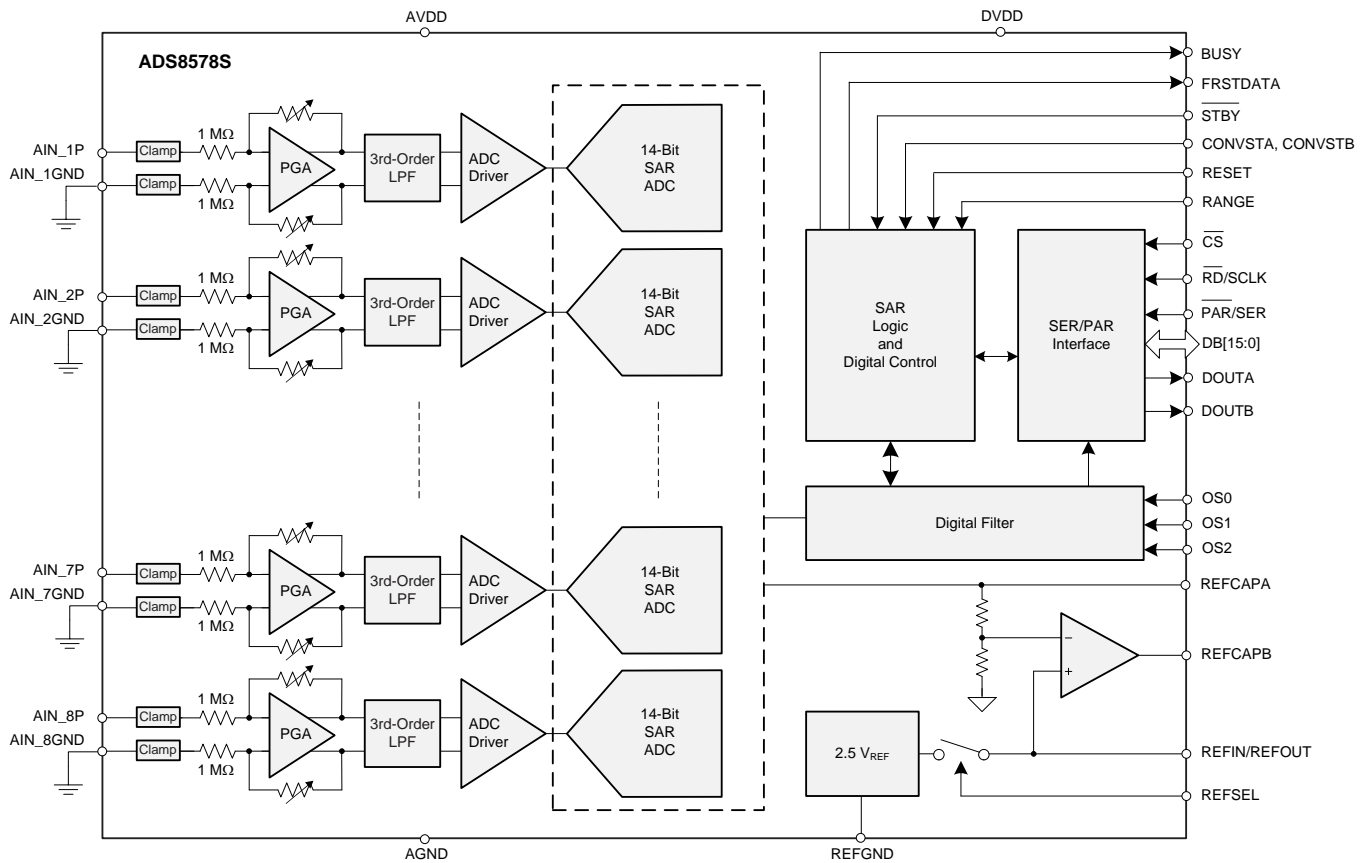 AVDD
DVDD
ADS8578S
AIN_1P
AIN_1GND
Clamp
Clamp
1 MΩ
1 MΩ
PGA
3rd-Order
LPF
ADC
Driver
14-Bit
SAR
ADC
AIN_2P
AIN_2GND
Clamp
Clamp
1 MΩ
1 MΩ
PGA
3rd-Order
LPF
ADC
Driver
14-Bit
SAR
ADC
AIN_7P
AIN_7GND
Clamp
Clamp
1 MΩ
1 MΩ
PGA
3rd-Order
LPF
ADC
Driver
14-Bit
SAR
ADC
AIN_8P
AIN_8GND
Clamp
Clamp
1 MΩ
1 MΩ
PGA
3rd-Order
LPF
ADC
Driver
14-Bit
SAR
ADC
SAR
Logic
and
Digital Control
SER/PAR
Interface
Digital Filter
2.5 VREF
−
+
BUSY
FRSTDATA
STBY
CONVSTA, CONVSTB
RESET
RANGE
CS
RD/SCLK
PAR/SER
DB[15:0]
DOUTA
DOUTB
OS0
OS1
OS2
REFCAPA
REFCAPB
REFIN/REFOUT
REFSEL
AGND
REFGND